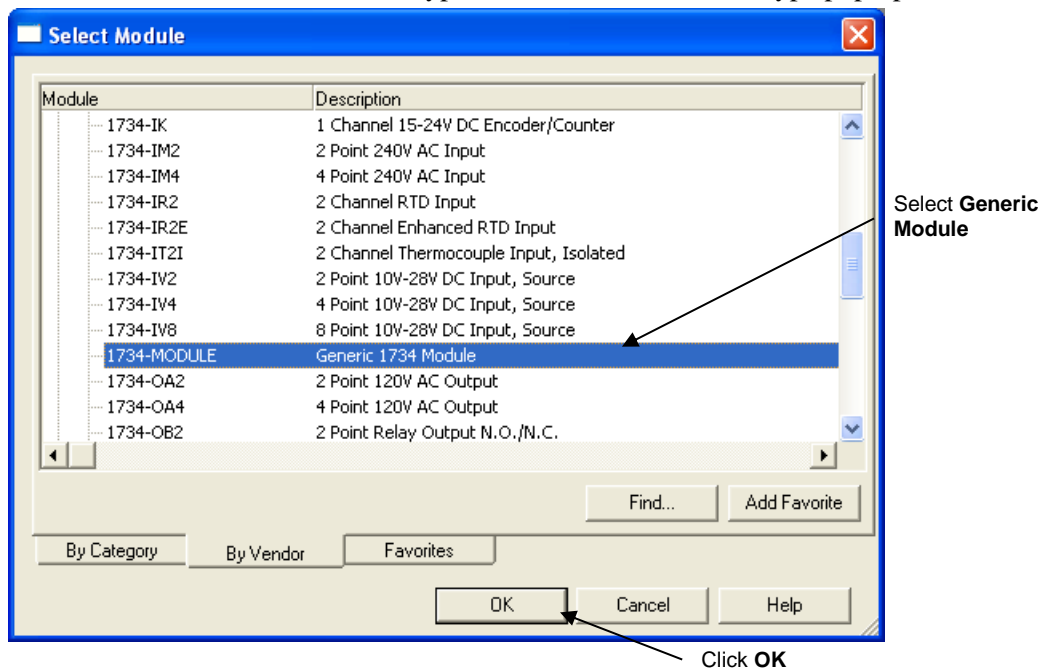 Select Module
Module Description
1734-IK 1 Channel 15-24V DC Encoder/Counter
1734-IM2 2 Point 240V AC Input
1734-IM4 4 Point 240V AC Input
1734-IR2 2 Channel RTD Input
1734-IR2E 2 Channel Enhanced RTD Input
1734-IT2I 2 Channel Thermocouple Input, Isolated
1734-IV2 2 Point 10V-28V DC Input, Source
1734-IV4 4 Point 10V-28V DC Input, Source
1734-IV8 8 Point 10V-28V DC Input, Source
1734-MODULE Generic 1734 Module
1734-OA2 2 Point 120V AC Output
1734-OA4 4 Point 120V AC Output
1734-OB2 2 Point Relay Output N.O./N.C.
Select Generic
Module
Find... Add Favorite
By Category By Vendor Favorites
OK Cancel Help
Click OK